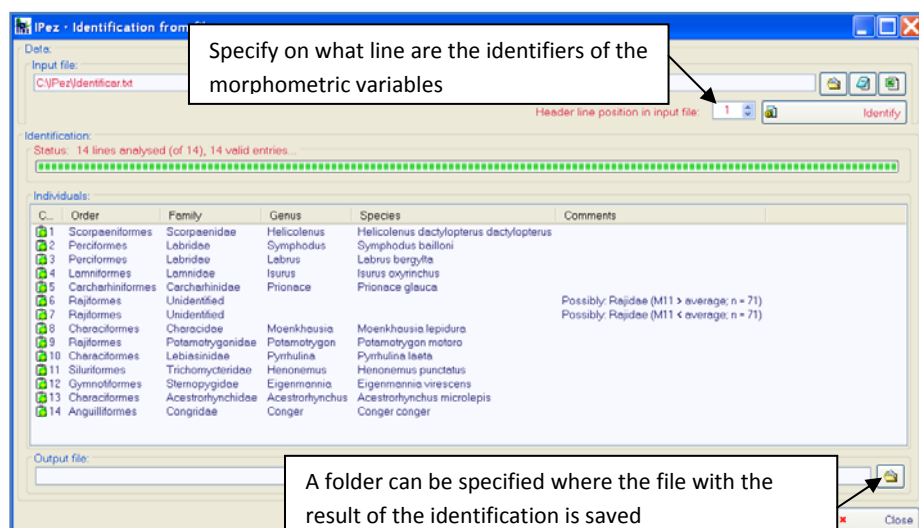 IPez - Identification from
Specify on what line are the identifiers of the
morphometric variables
Data:
Input file:
C:\IPez\Identificar.txt
Header line position in input file: 1 Identify
Identification:
Status: 14 lines analysed (of 14), 14 valid entries...
Individuals:
C... Order Family Genus Species Comments
1 Scorpaeniformes Scorpaenidae Helicolenus Helicolenus dactylopterus dactylopterus
2 Perciformes Labridae Symphodus Symphodus bailloni
3 Perciformes Labridae Labrus Labrus bergylta
4 Lamniformes Lamnidae Isurus Isurus oxyrinchus
5 Carcharhiniformes Carcharhinidae Prionace Prionace glauca
6 Rajiformes Unidentified Possibly: Rajidae (M11 > average; n = 71)
7 Rajiformes Unidentified Possibly: Rajidae (M11 < average; n = 71)
8 Characiformes Characidae Moenkhausia Moenkhausia lepidura
9 Rajiformes Potamotrygonidae Potamotrygon Potamotrygon motoro
10 Characiformes Lebiasinidae Pyrrhulina Pyrrhulina laeta
11 Siluriformes Trichomycteridae Henonemus Henonemus punctatus
12 Gymnotiformes Sternopygidae Eigenmannia Eigenmannia virescens
13 Characiformes Acestrorhynchidae Acestrorhynchus Acestrorhynchus microlepis
14 Anguilliformes Congridae Conger Conger conger
Output file:
A folder can be specified where the file with the
result of the identification is saved
Close